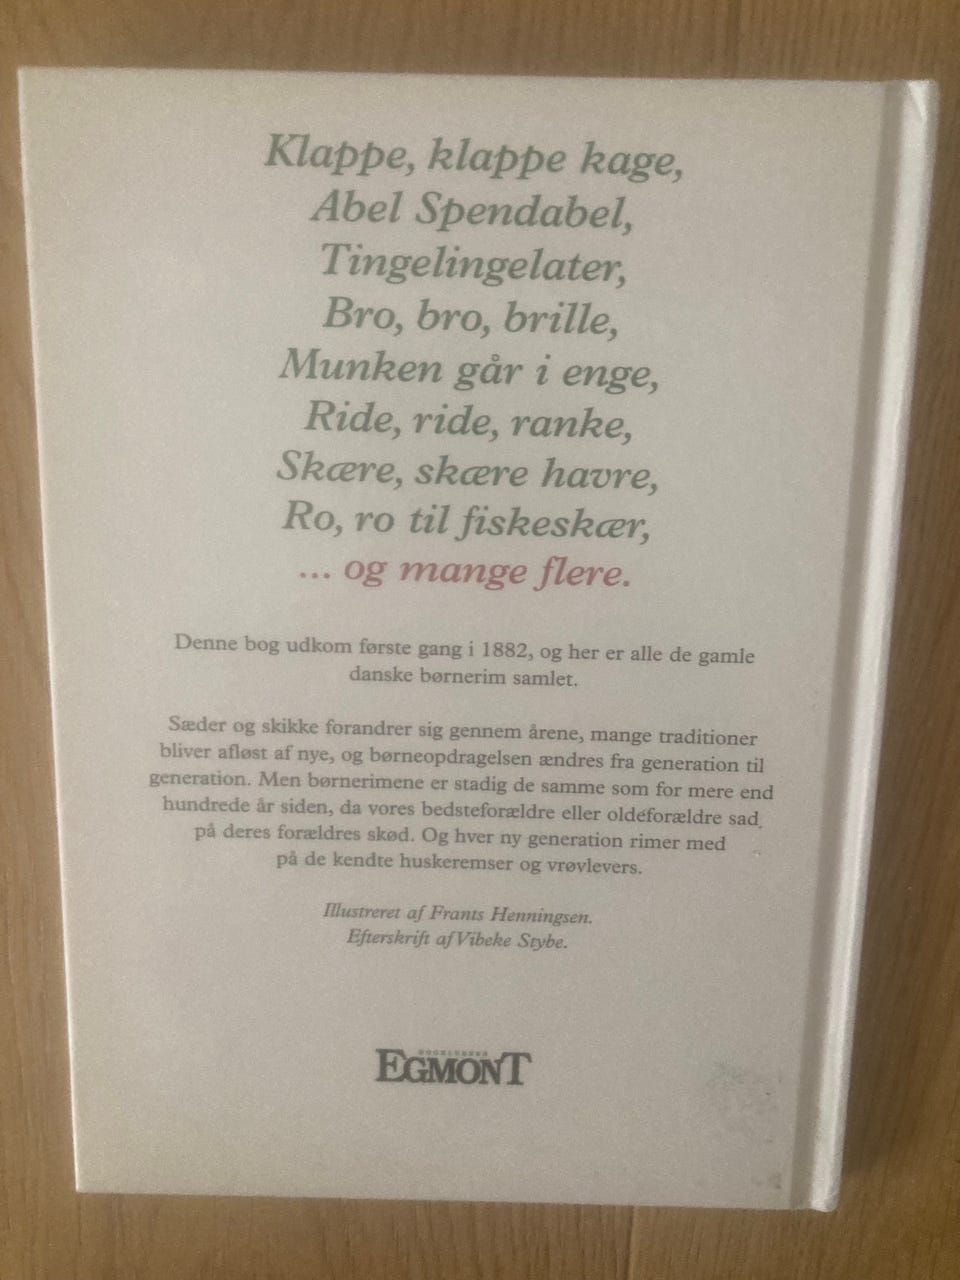 Klappe, klappe kage,
Abel Spendabel,
Tingelingelater,
Bro, bro, brille,
Munken går i enge,
Ride, ride, ranke,
Skære, skære havre,
Ro, ro til fiskeskær,
... og mange flere.
Denne bog udkom første gang i 1882, og her er alle de gamle
danske børnerim samlet.
Sæder og skikke forandrer sig gennem årene, mange traditioner
bliver afløst af nye, og børneopdragelsen ændres fra generation til
generation. Men børnerimene er stadig de samme som for mere end
hundrede år siden, da vores bedsteforældre eller oldeforældre sad
på deres forældres skød. Og hver ny generation rimer med
på de kendte huskeremser og vrøvlevers.
Illustreret af Frants Henningsen.
Efterskrift af Vibeke Stybe.
EGMONT